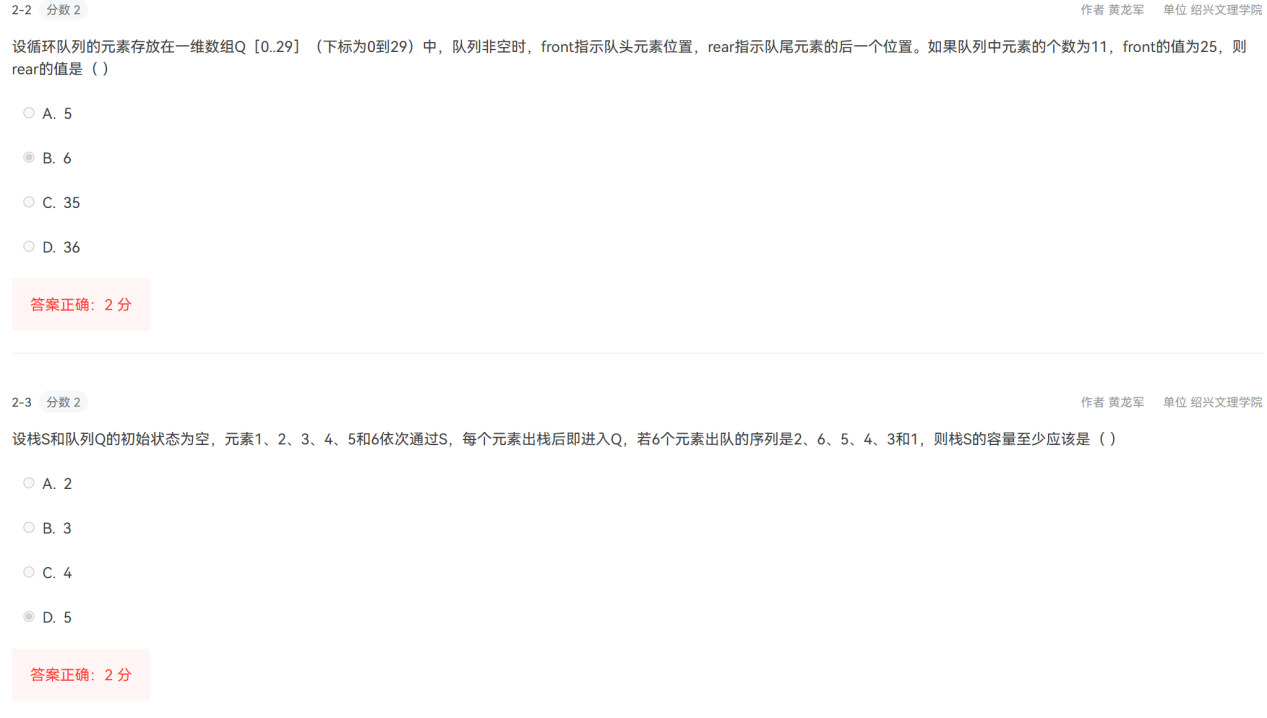 2-2 分数 2 作者 黄龙军 单位 绍兴文理学院
设循环队列的元素存放在一维数组Q［0..29］（下标为0到29）中，队列非空时，front指示队头元素位置，rear指示队尾元素的后一个位置。如果队列中元素的个数为11，front的值为25，则
rear的值是（ ）
A. 5
B. 6
C. 35
D. 36
答案正确：2 分
2-3 分数 2 作者 黄龙军 单位 绍兴文理学院
设栈S和队列Q的初始状态为空，元素1、2、3、4、5和6依次通过S，每个元素出栈后即进入Q，若6个元素出队的序列是2、6、5、4、3和1，则栈S的容量至少应该是（ ）
A. 2
B. 3
C. 4
D. 5
答案正确：2 分